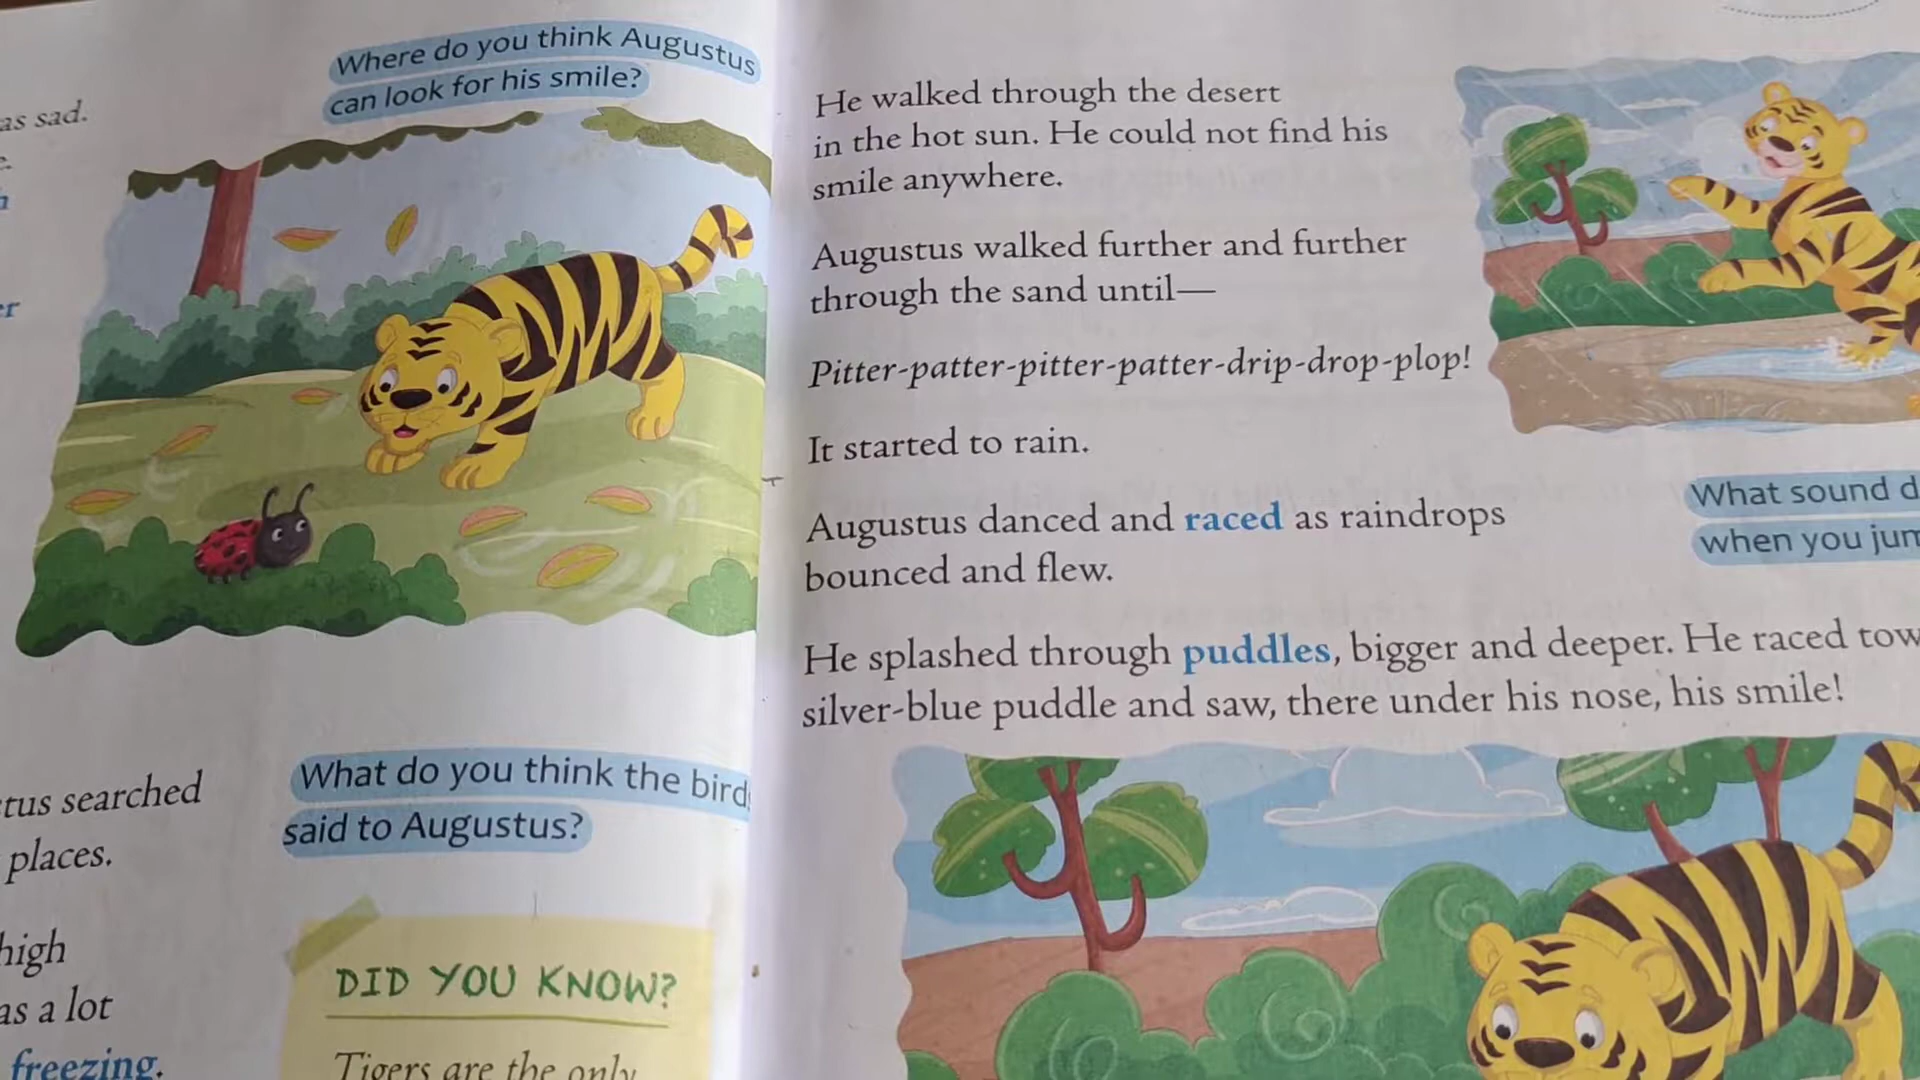 as sad.
Where do you think Augustus
can look for his smile?
What do you think the bird
said to Augustus?
searched
places.
high
as a lot
freezing.
DID YOU KNOW?
Tigers are the only
He walked through the desert
in the hot sun. He could not find his
smile anywhere.
Augustus walked further and further
through the sand until—
Pitter-patter-pitter-patter-drip-drop-plop!
It started to rain.
Augustus danced and raced as raindrops
bounced and flew.
What sound
when you
He splashed through puddles, bigger and deeper. He raced
silver-blue puddle and saw, there under his nose, his smile!